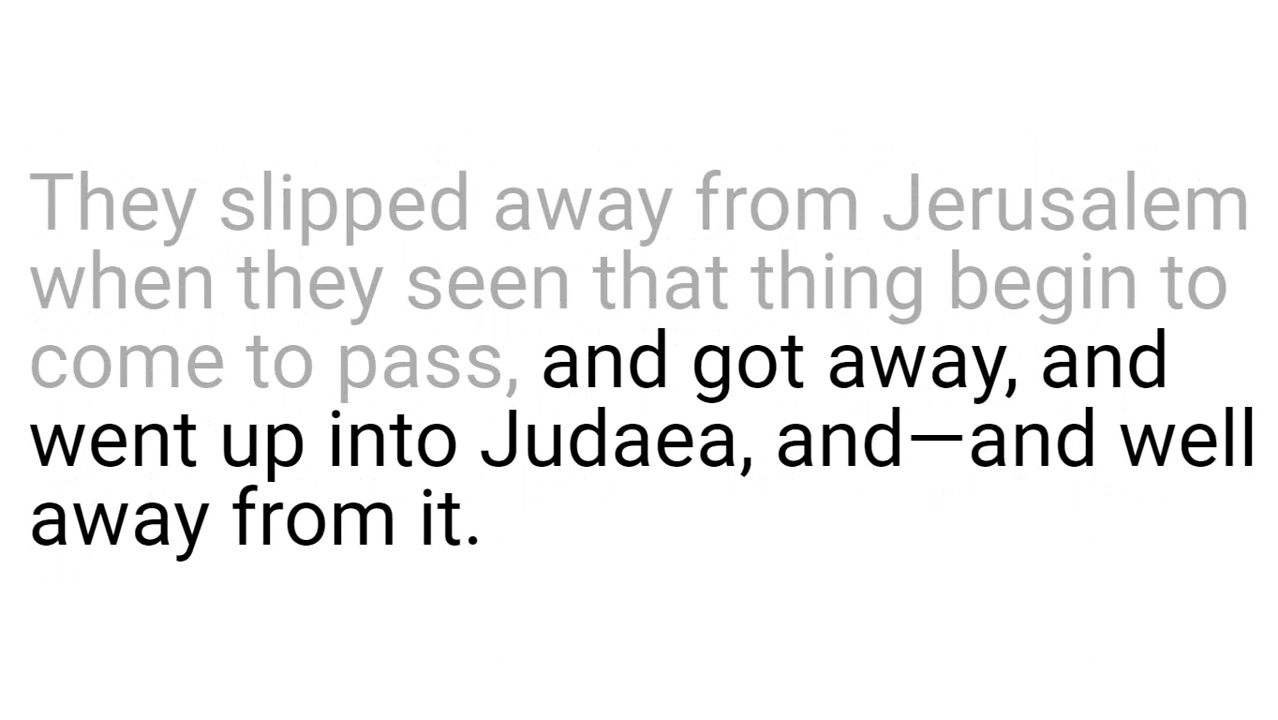 They slipped away from Jerusalem
when they seen that thing begin to
come to pass, and got away, and
went up into Judaea, and—and well
away from it.